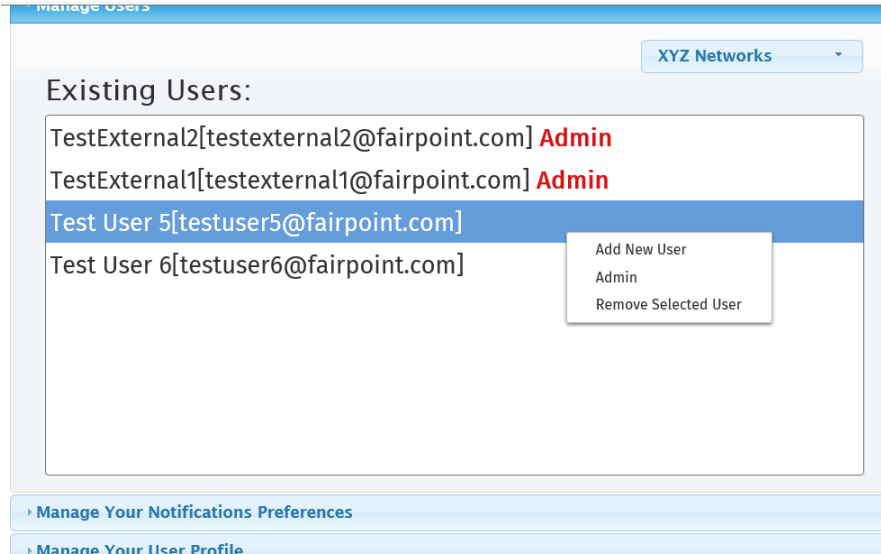 Manage Users
XYZ Networks
Existing Users:
TestExternal2[testexternal2@fairpoint.com] Admin
TestExternal1[testexternal1@fairpoint.com] Admin
Test User 5[testuser5@fairpoint.com]
Test User 6[testuser6@fairpoint.com]
Add New User
Admin
Remove Selected User
Manage Your Notifications Preferences
Manage Your User Profile